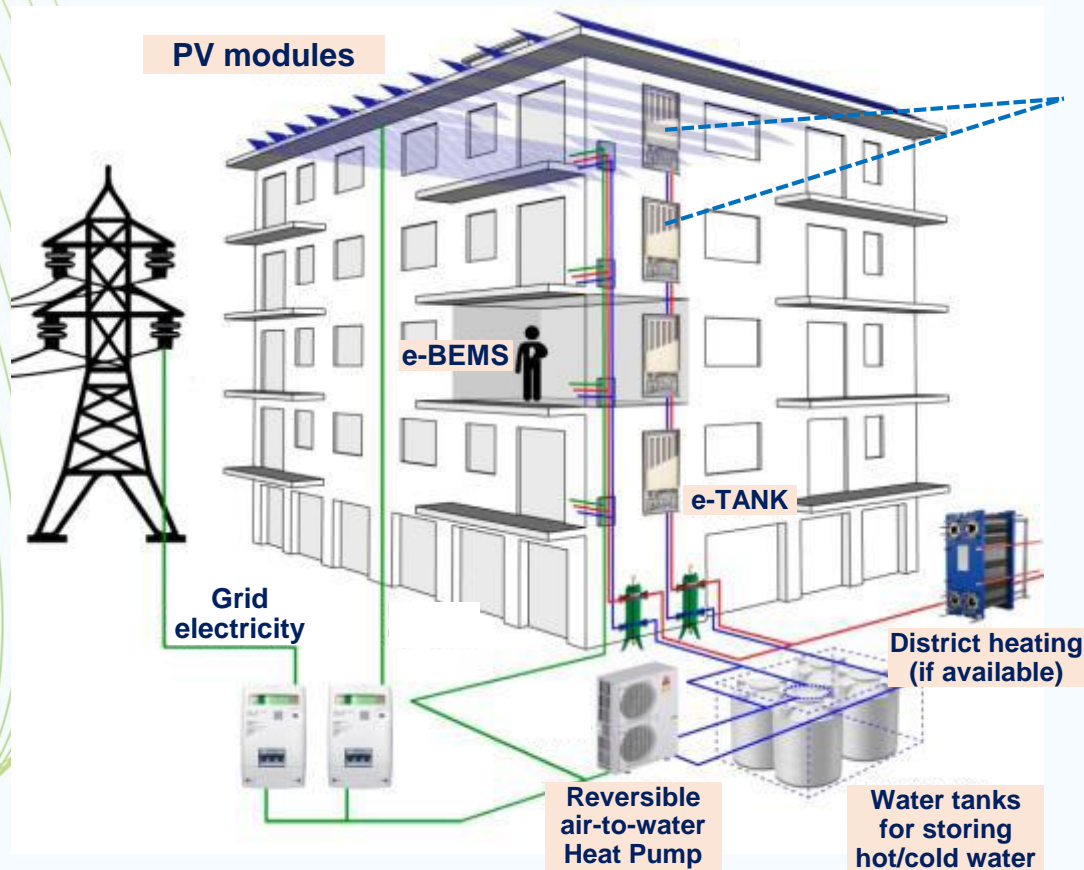 PV modules
e-BEMS
e-TANK
Grid
electricity
District heating
(if available)
Reversible
air-to-water
Heat Pump
Water tanks
for storing
hot/cold water